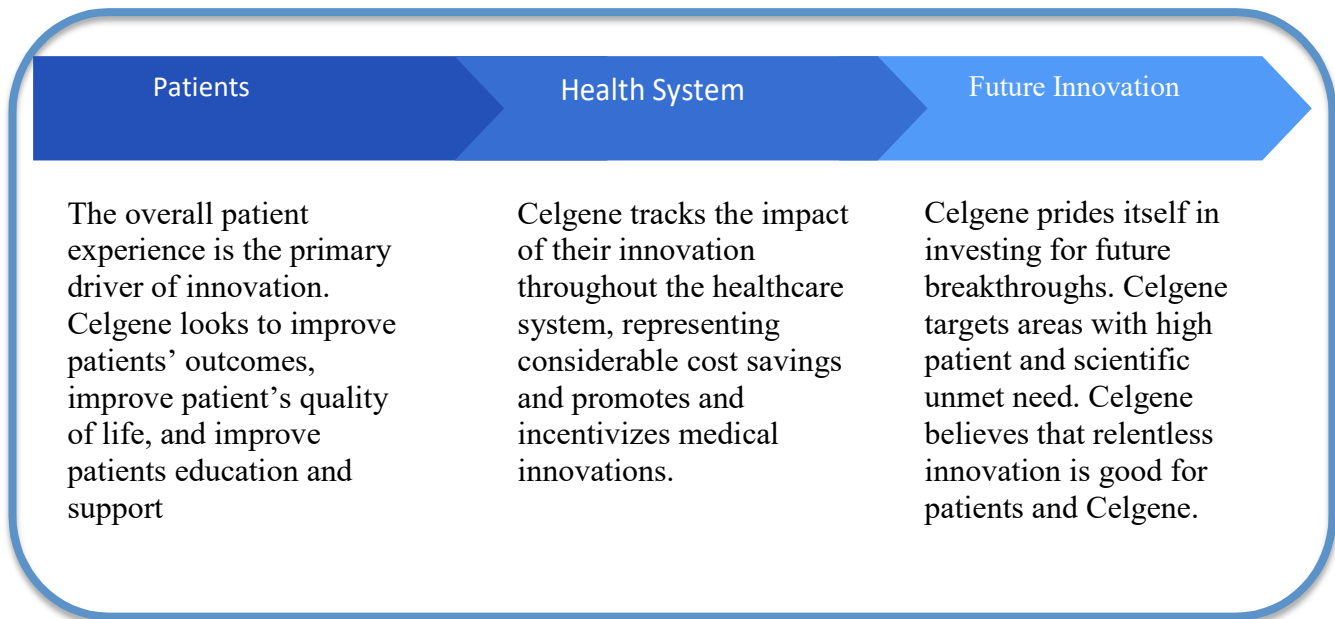 Patients
Health System
Future Innovation
The overall patient
experience is the primary
driver of innovation.
Celgene looks to improve
patients’ outcomes,
improve patient’s quality
of life, and improve
patients education and
support
Celgene tracks the impact
of their innovation
throughout the healthcare
system, representing
considerable cost savings
and promotes and
incentivizes medical
innovations.
Celgene prides itself in
investing for future
breakthroughs. Celgene
targets areas with high
patient and scientific
unmet need. Celgene
believes that relentless
innovation is good for
patients and Celgene.